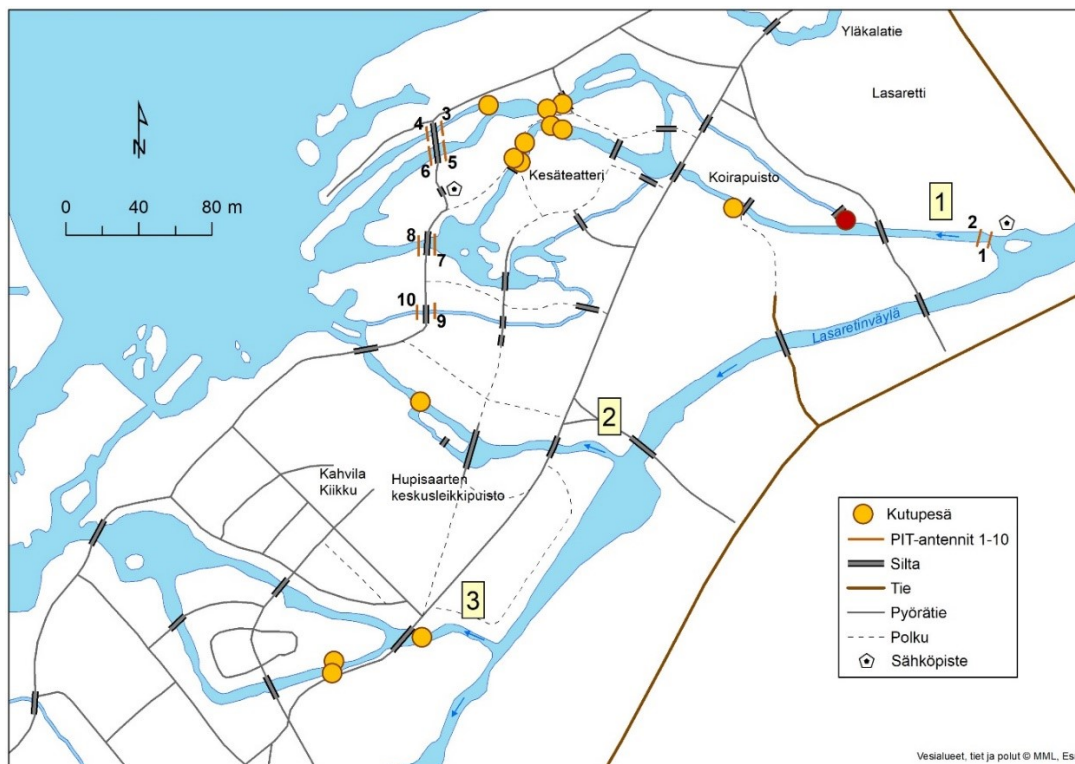 Yläkalatie
Lasaretti
3
4
5
6
Kesäteatteri
Koirapuisto
1
2
1
0 40 80 m
N
8
7
10
9
Lasaretinväylä
2
Kahvila
Kiikku
Hupisaarten
keskusleikkipuisto
3
Kutupesä
PIT-antennit 1-10
Silta
Tie
Pyörätie
Polku
Sähköpiste
Vesialueet, tiet ja polut © MML, Es